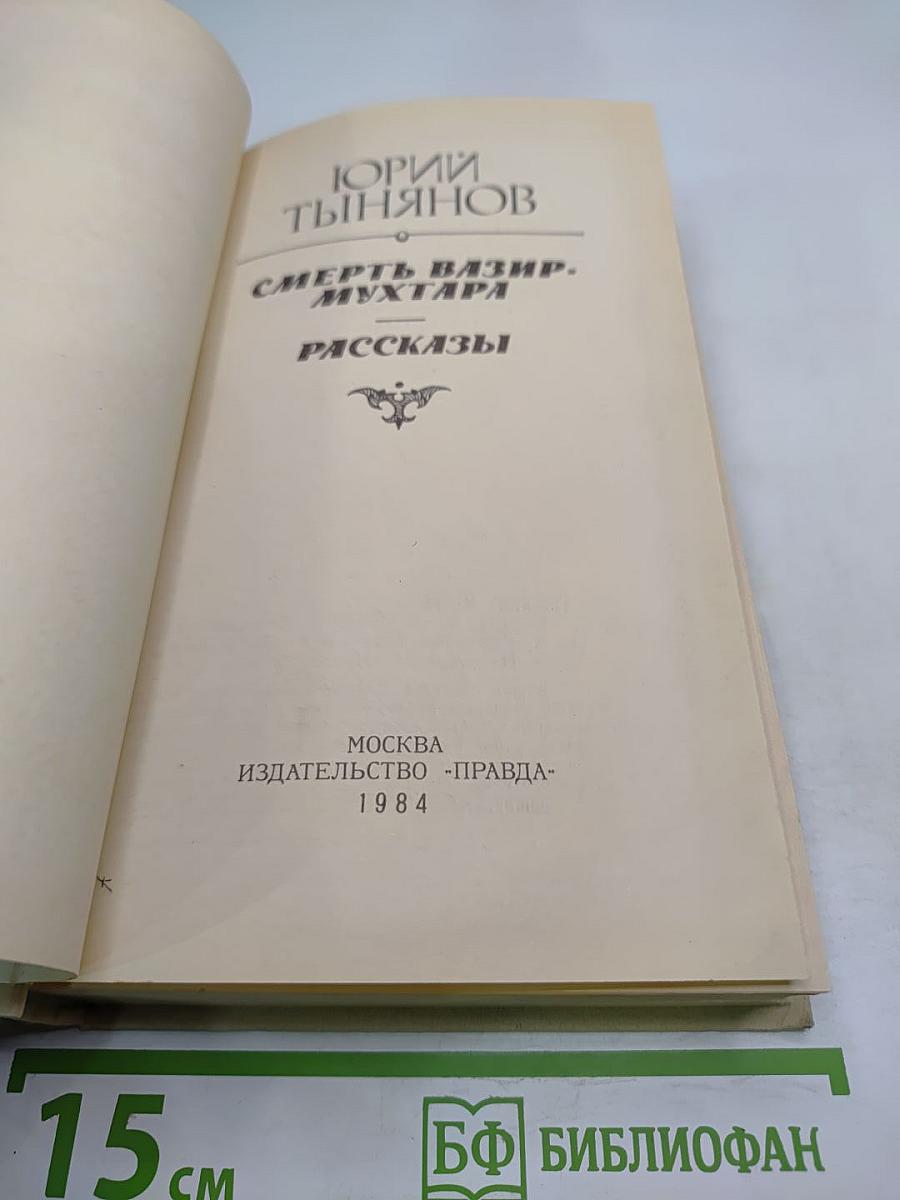 ЮРИЙ
ТЫНЯНОВ
СМЕРТЬ ВАЗИР-
МУХТАРА
РАССКАЗЫ
МОСКВА
ИЗДАТЕЛЬСТВО «ПРАВДА»
1984
15 см
БФ БИБЛИОФАН